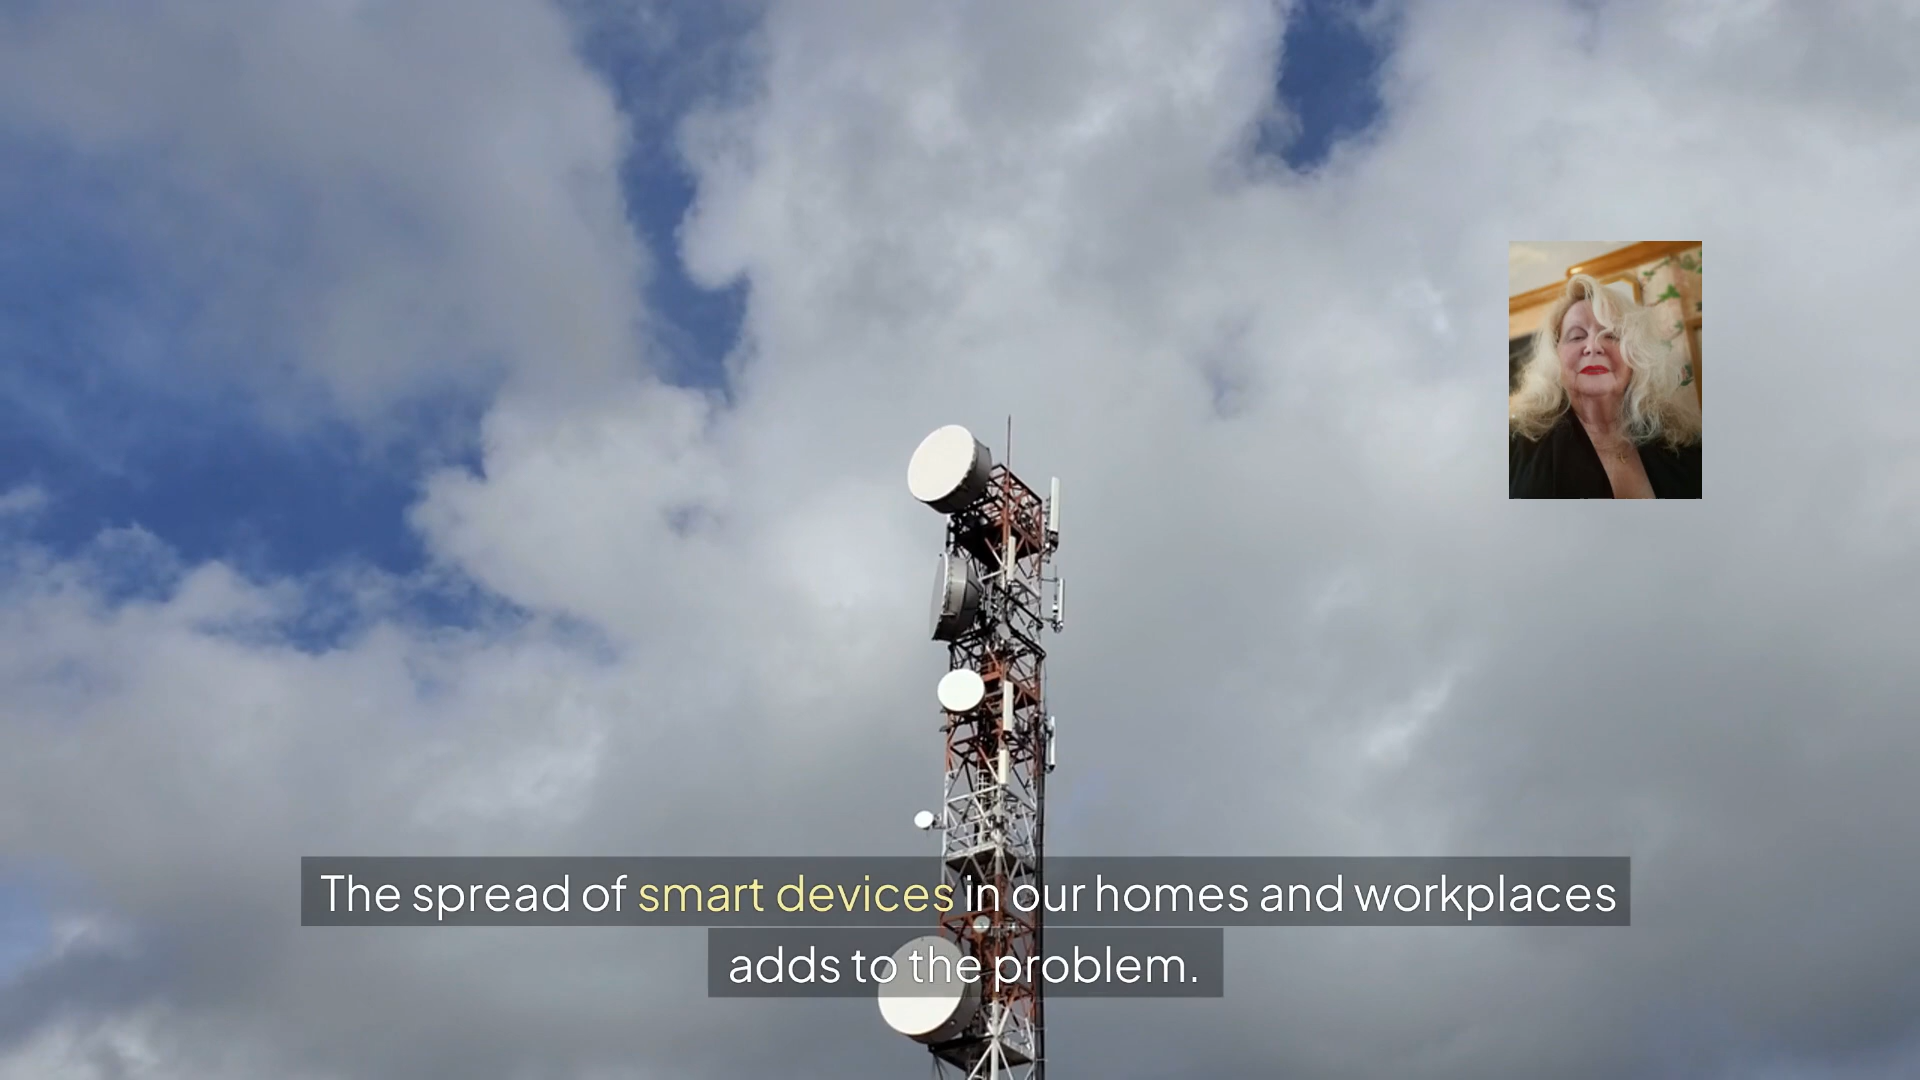 The spread of smart devices in our homes and workplaces
adds to the problem.